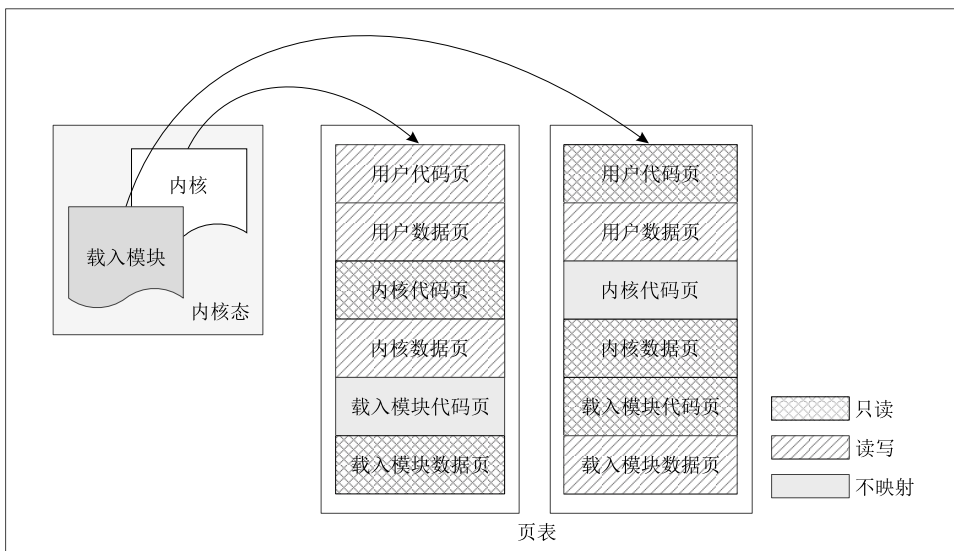 内核
载入模块
内核态
用户代码页
用户数据页
内核代码页
内核数据页
载入模块代码页
载入模块数据页
用户代码页
用户数据页
内核代码页
内核数据页
载入模块代码页
载入模块数据页
只读
读写
不映射
页表